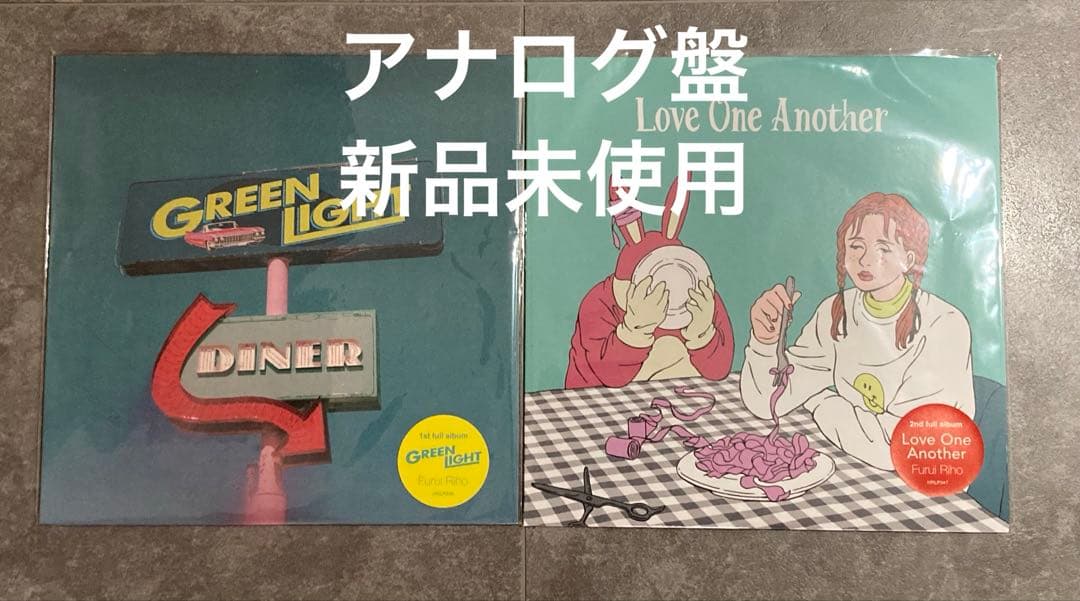 アナログ盤
新品未使用
GREEN
LIGHT
DINER
1st full album
GREEN LIGHT
Furui Riho
Love One Another
2nd full album
Love One
Another
Furui Riho